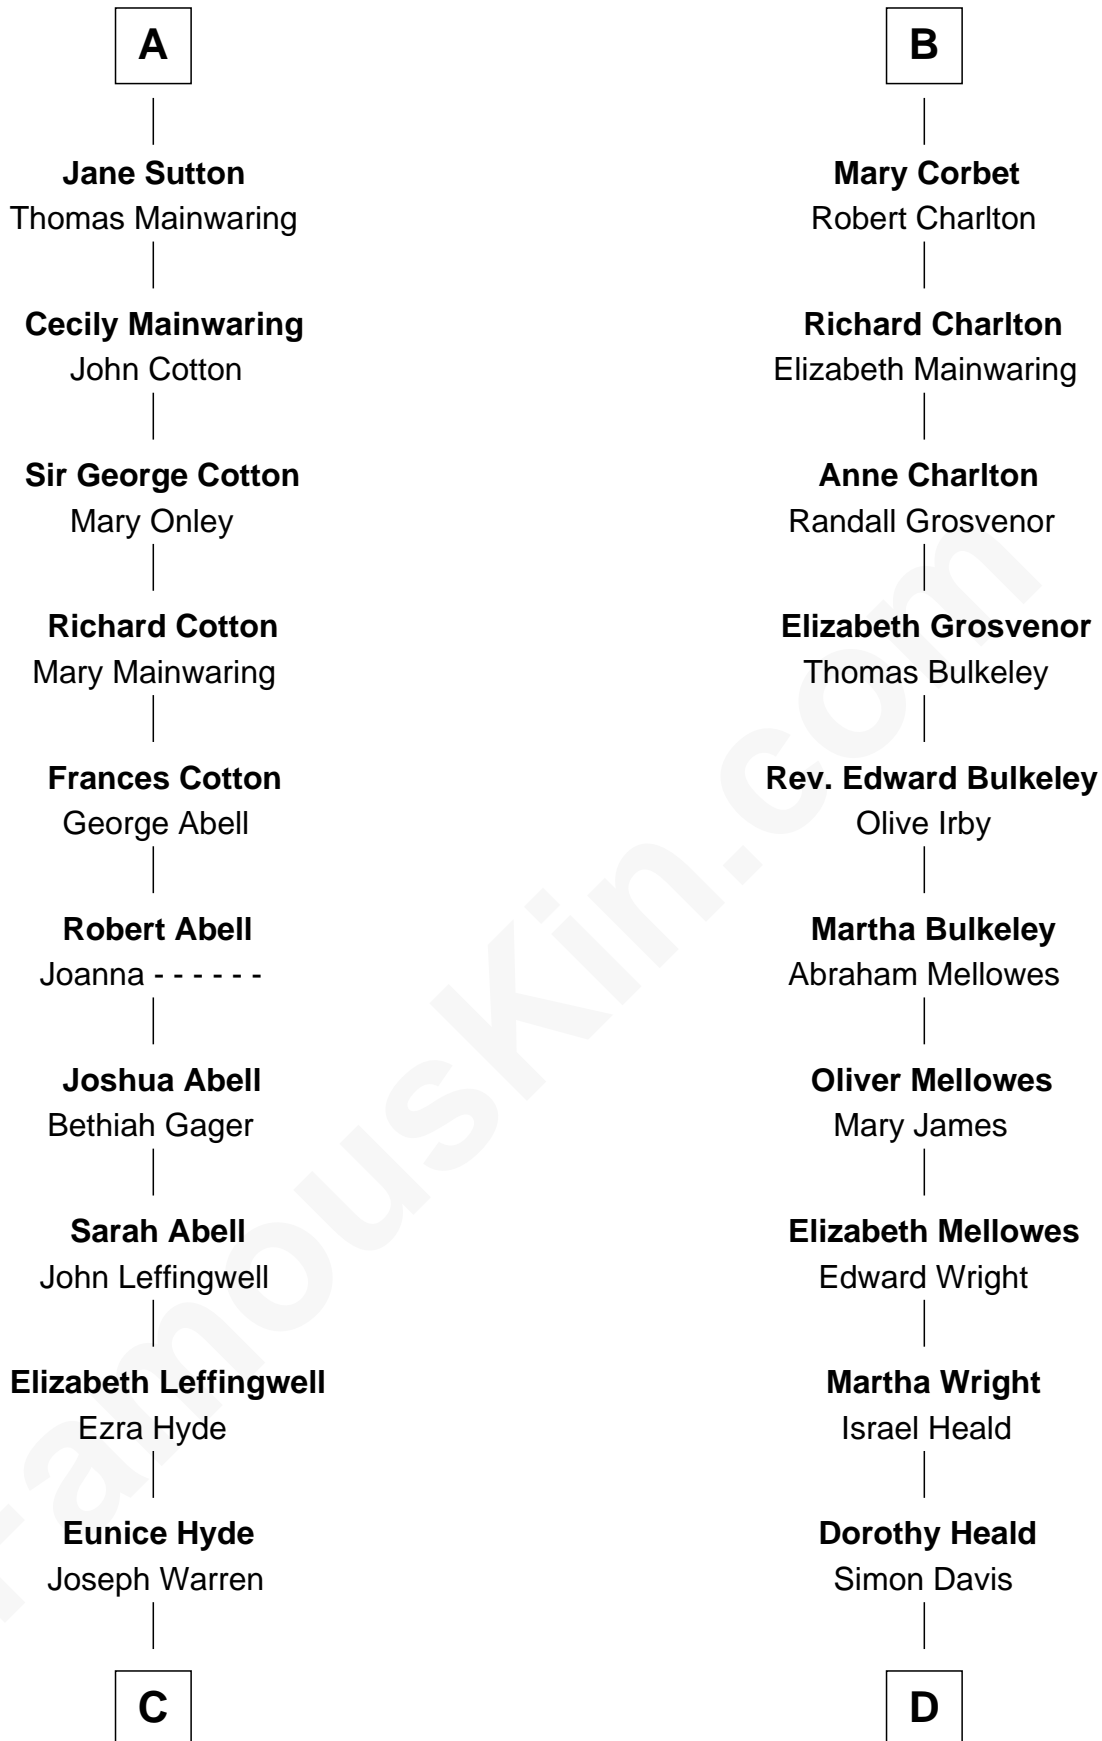 A
Jane Sutton
Thomas Mainwaring
Cecily Mainwaring
John Cotton
Sir George Cotton
Mary Onley
Richard Cotton
Mary Mainwaring
Frances Cotton
George Abell
Robert Abell
Joanna - - - - - -
Joshua Abell
Bethiah Gager
Sarah Abell
John Leffingwell
Elizabeth Leffingwell
Ezra Hyde
Eunice Hyde
Joseph Warren
C
B
Mary Corbet
Robert Charlton
Richard Charlton
Elizabeth Mainwaring
Anne Charlton
Randall Grosvenor
Elizabeth Grosvenor
Thomas Bulkeley
Rev. Edward Bulkeley
Olive Irby
Martha Bulkeley
Abraham Mellowes
Oliver Mellowes
Mary James
Elizabeth Mellowes
Edward Wright
Martha Wright
Israel Heald
Dorothy Heald
Simon Davis
D
FamousKin.com